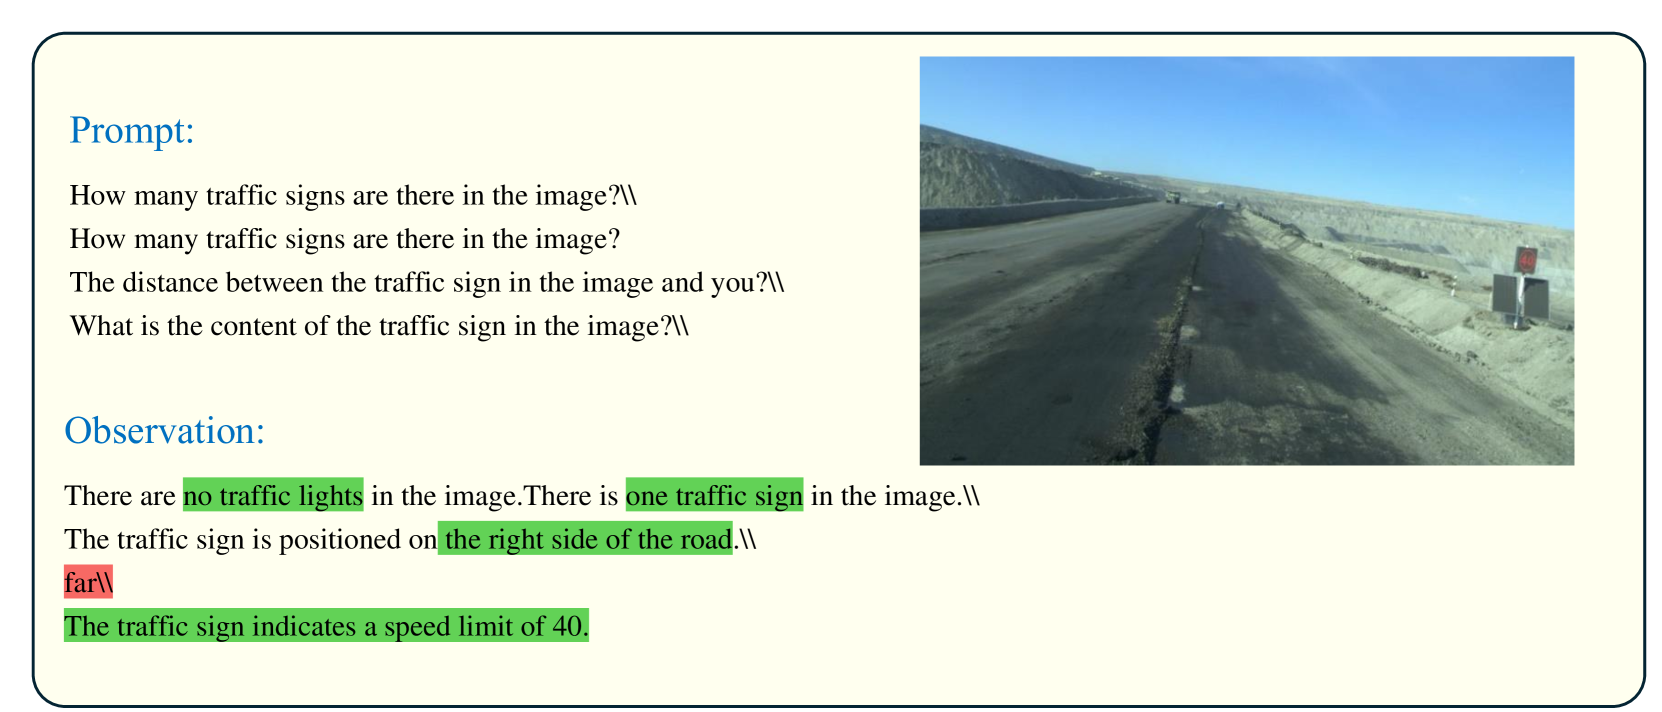 Prompt:
How many traffic signs are there in the image?\\
How many traffic signs are there in the image?
The distance between the traffic sign in the image and you?\\
What is the content of the traffic sign in the image?\\
40
Observation:
There are no traffic lights in the image.There is one traffic sign in the image.\\
The traffic sign is positioned on the right side of the road.\\
far\\
The traffic sign indicates a speed limit of 40.